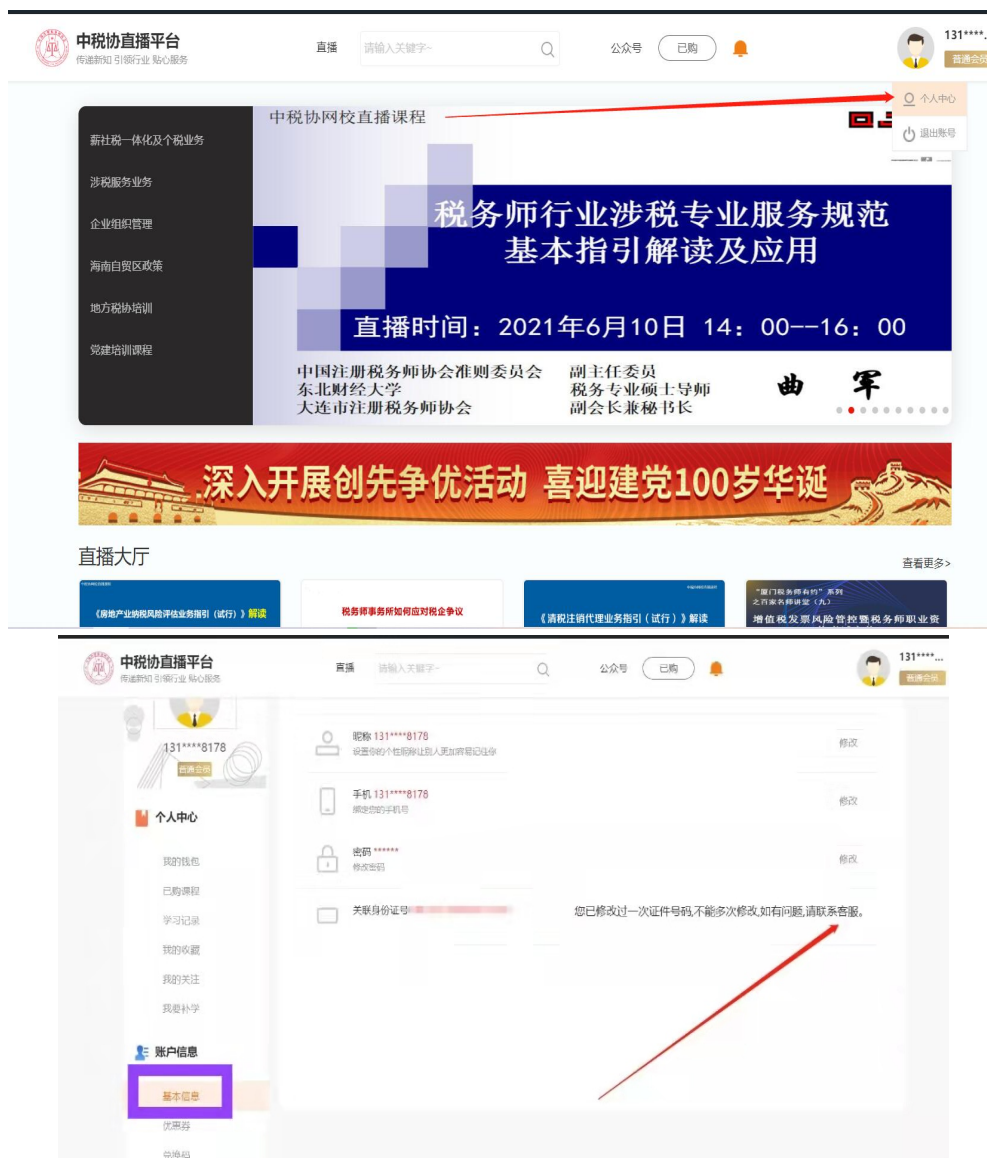 中税协直播平台
传递新知 引领行业 贴心服务
直播
请输入关键字~
公众号
已购
131****.
普通会员
个人中心
退出账号
薪社税一体化及个税业务
涉税服务业务
企业组织管理
海南自贸区政策
地方税协培训
党建培训课程
中税协网校直播课程
税务师行业涉税专业服务规范
基本指引解读及应用
直播时间：2021年6月10日 14：00--16：00
中国注册税务师协会准则委员会 副主任委员
东北财经大学 税务专业硕士导师
大连市注册税务师协会 副会长兼秘书长
曲 军
深入开展创先争优活动 喜迎建党100岁华诞
直播大厅
查看更多>
《房地产业纳税风险评估业务指引（试行）》解读
税务师事务所如何应对税企争议
《清税注销代理业务指引（试行）》解读
"厦门税务师有约"系列
之百家名师讲堂（九）
增值税发票风险管控暨税务师职业资
中税协直播平台
传递新知 引领行业 贴心服务
直播
请输入关键字~
公众号
已购
131****...
普通会员
131****8178
普通会员
个人中心
我的钱包
已购课程
学习记录
我的收藏
我的关注
我要补学
账户信息
基本信息
优惠券
兑换码
昵称 131****8178
设置你的个性昵称让别人更加容易记住你
修改
手机 131****8178
绑定您的手机号
修改
密码 ******
修改密码
修改
关联身份证号
您已修改过一次证件号码,不能多次修改,如有问题,请联系客服。